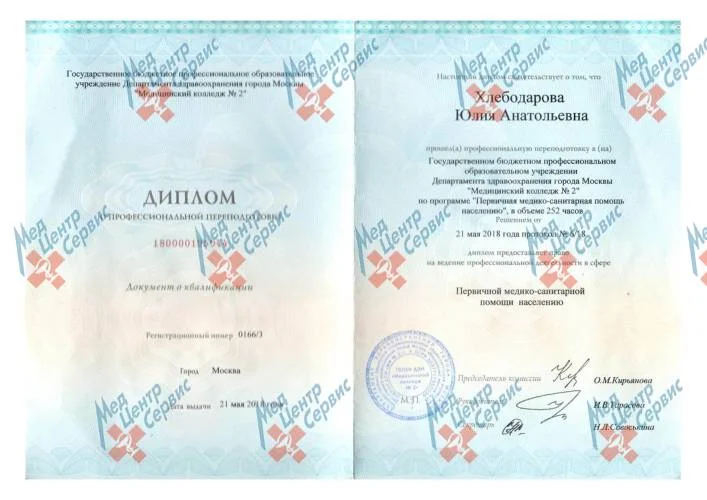 Государственное бюджетное профессиональное образовательное
учреждение Департамента здравоохранения города Москвы
"Медицинский колледж № 2"
ДИПЛОМ
О ПРОФЕССИОНАЛЬНОЙ ПЕРЕПОДГОТОВКЕ
Документ о квалификации
Регистрационный номер 0166/3
Город Москва
Дата выдачи 21 мая 2018 года
Настоящий диплом свидетельствует о том, что
Хлебодарова
Юлия Анатольевна
прошел(а) профессиональную переподготовку в (на)
Государственном бюджетном профессиональном
образовательном учреждении
Департамента здравоохранения города Москвы
"Медицинский колледж № 2"
по программе "Первичная медико-санитарная помощь
населению", в объеме 252 часов
Решением от
21 мая 2018 года протокол № 6/18
диплом предоставляет право
на ведение профессиональной деятельности в сфере
Первичной медико-санитарной
помощи населению
М.П.
Председатель комиссии О.М.Кирьянова
Руководитель И.В.Тарасова
Секретарь Н.Л.Савоськина
Мед Центр Сервис